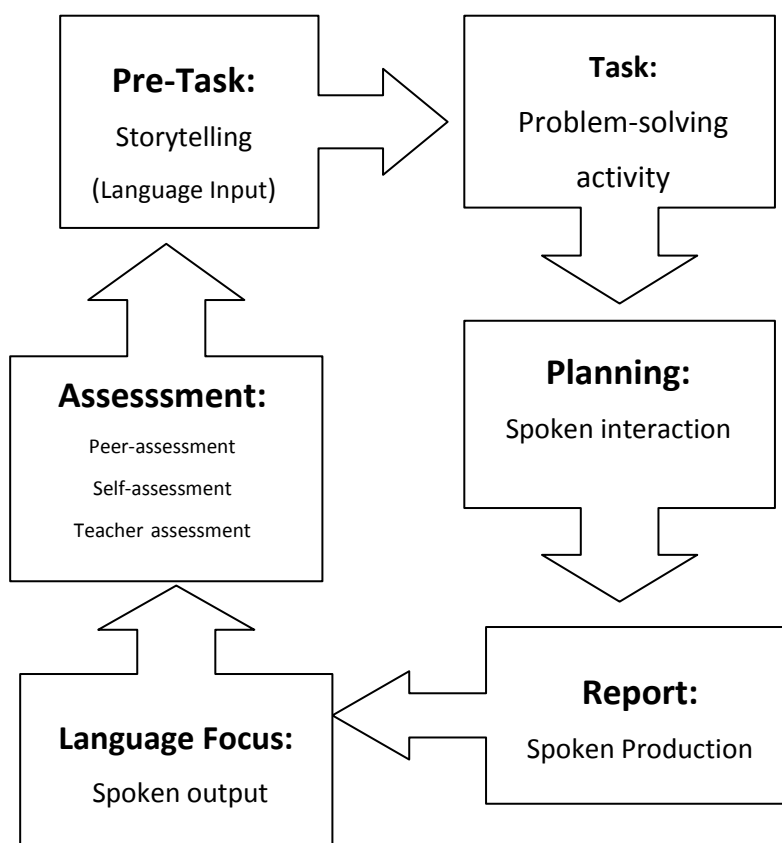 Pre-Task:
Storytelling
(Language Input)
Task:
Problem-solving
activity
Planning:
Spoken interaction
Report:
Spoken Production
Language Focus:
Spoken output
Assesssment:
Peer-assessment
Self-assessment
Teacher assessment